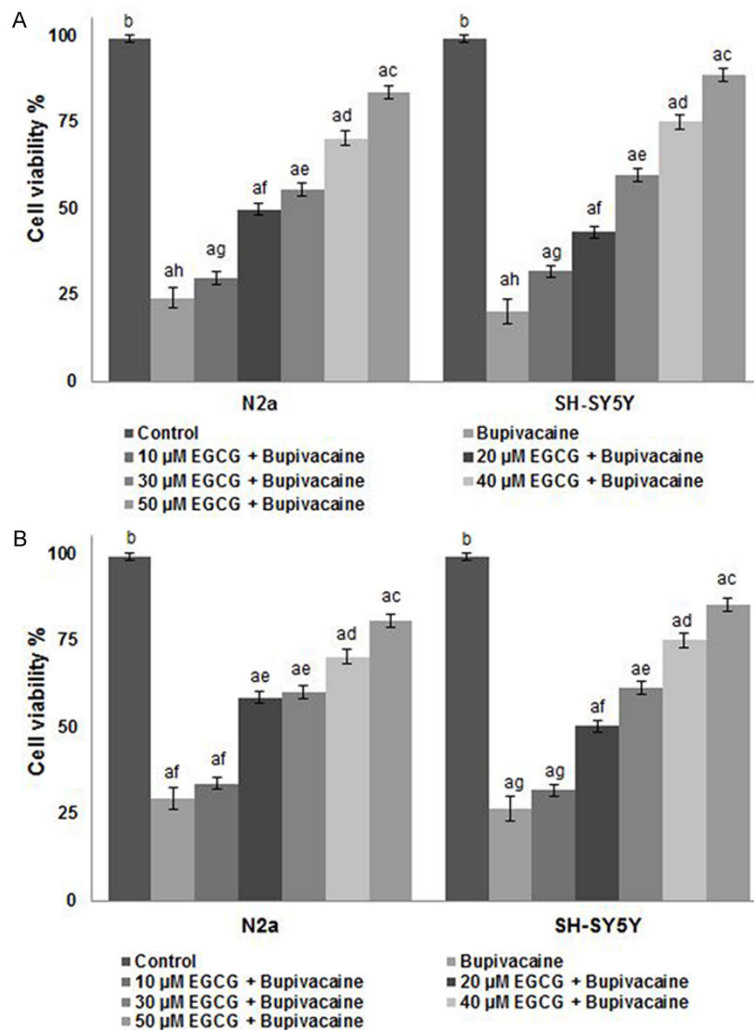 A
Cell viability %
100
75
50
25
0
b
ah
ag
af
ae
ad
ac
b
ah
ag
af
ae
ad
ac
N2a
SH-SY5Y
Control
Bupivacaine
10 µM EGCG + Bupivacaine
20 µM EGCG + Bupivacaine
30 µM EGCG + Bupivacaine
40 µM EGCG + Bupivacaine
50 µM EGCG + Bupivacaine
B
Cell viability %
100
75
50
25
0
b
af
af
ae
ae
ad
ac
b
ag
ag
af
ae
ad
ac
N2a
SH-SY5Y
Control
Bupivacaine
10 µM EGCG + Bupivacaine
20 µM EGCG + Bupivacaine
30 µM EGCG + Bupivacaine
40 µM EGCG + Bupivacaine
50 µM EGCG + Bupivacaine